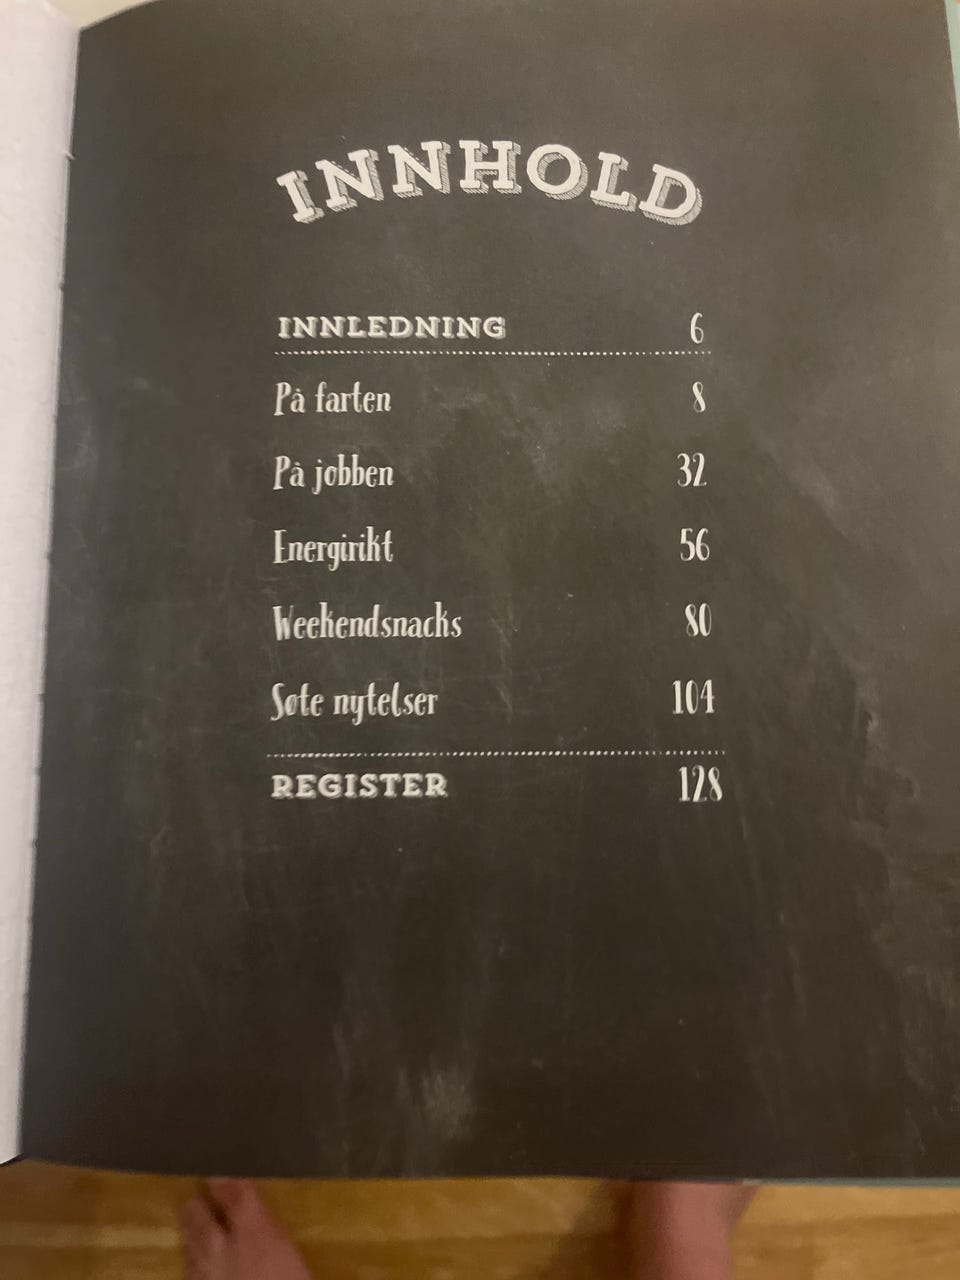 INNHOLD
INNLEDNING 6
På farten 8
På jobben 32
Energirikt 56
Weekendsnacks 80
Søte nytelser 104
REGISTER 128